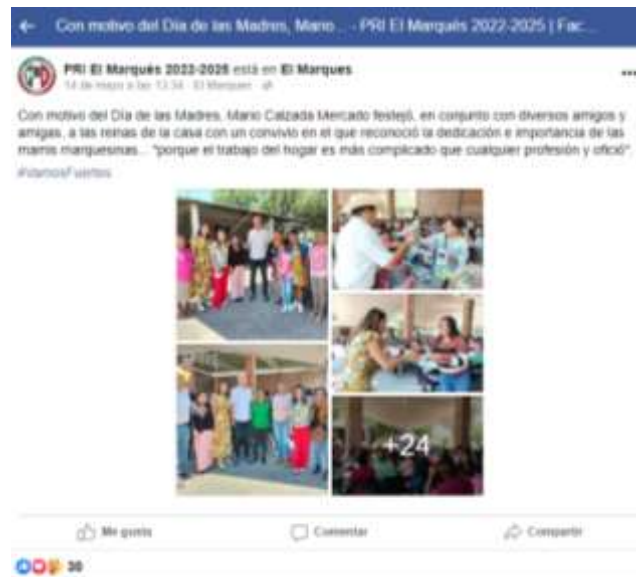 Con motivo del Día de las Madres, Mario... - PRI El Marqués 2022-2025 | Fac...
PRI El Marqués 2022-2025 está en El Marques
14 de mayo a las 13:34 · El Marques
Con motivo del Día de las Madres, Mario Calzada Mercado festejó, en conjunto con diversos amigos y
amigas, a las reinas de la casa con un convivio en el que reconoció la dedicación e importancia de las
mamis marquesinas... "porque el trabajo del hogar es más complicado que cualquier profesión y oficio".
#VamosFuertes
+24
Me gusta
Comentar
Compartir
30